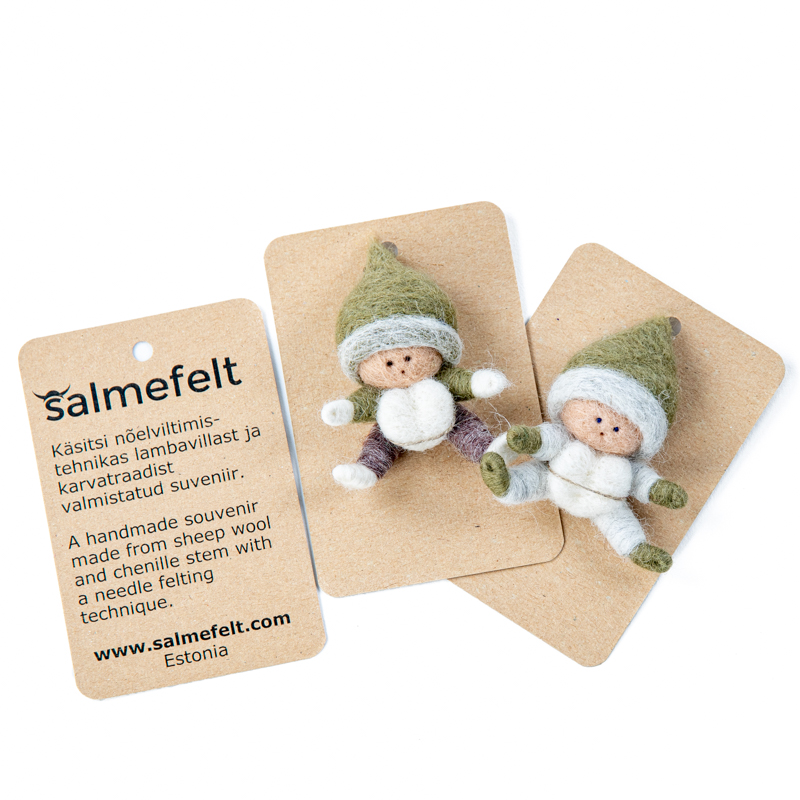 salmefelt
Käsitsi nõelviltimis-
tehnikas lambavillast ja
karvatraadist
valmistatud suveniir.
A handmade souvenir
made from sheep wool
and chenille stem with
a needle felting
technique.
www.salmefelt.com
Estonia